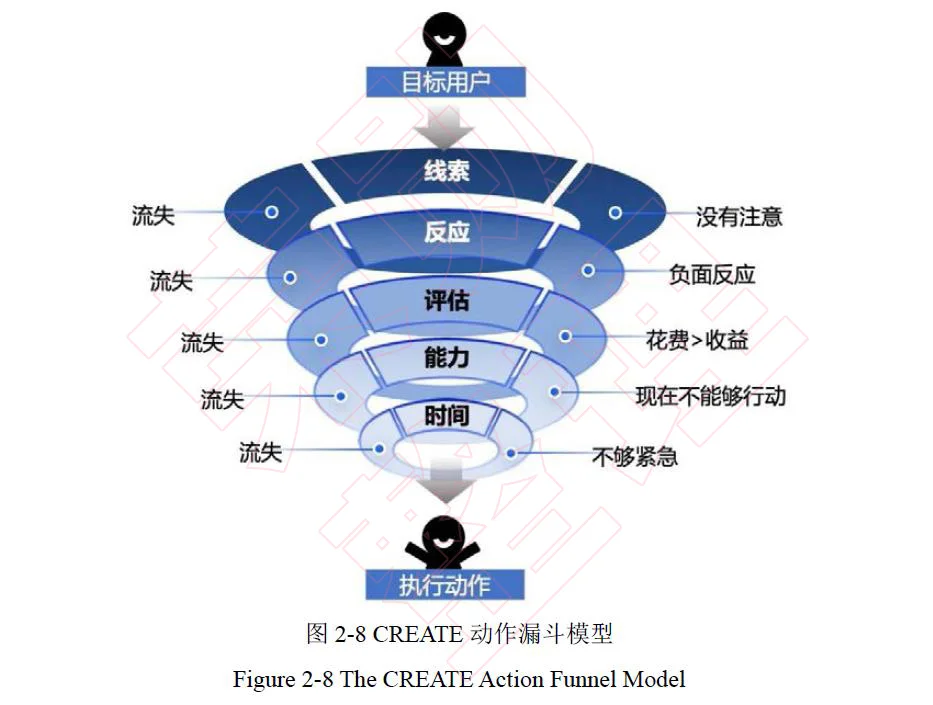 目标用户
线索
流失
没有注意
反应
流失
负面反应
评估
流失
花费>收益
能力
流失
现在不能够行动
时间
流失
不够紧急
执行动作
图 2-8 CREATE 动作漏斗模型
Figure 2-8 The CREATE Action Funnel Model